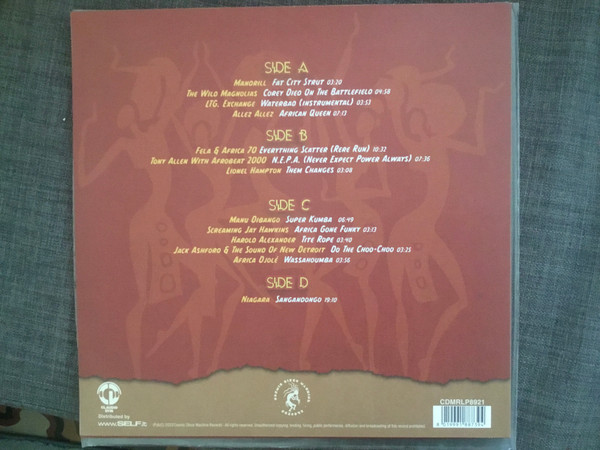 SIDE A
MANDRILL FAT CITY STRUT 03:20
THE WILD MAGNOLIAS COREY DIED ON THE BATTLEFIELD 04:58
LTG. EXCHANGE WATERBAD (INSTRUMENTAL) 03:53
ALLEZ ALLEZ AFRICAN QUEEN 07:13
SIDE B
FELA & AFRICA 70 EVERYTHING SCATTER (RERE RUN) 10:32
TONY ALLEN WITH AFROBEAT 2000 N.E.P.A. (NEVER EXPECT POWER ALWAYS) 07:36
LIONEL HAMPTON THEM CHANGES 03:08
SIDE C
MANU DIBANGO SUPER KUMBA 06:49
SCREAMING JAY HAWKINS AFRICA GONE FUNKY 03:13
HAROLD ALEXANDER TITE ROPE 03:40
JACK ASHFORD & THE SOUND OF NEW DETROIT DO THE CHOO-CHOO 03:25
AFRICA DJOLÉ WASSAHOUMBA 03:56
SIDE D
NIAGARA SANGANDONGO 19:10
CDMRLP8921
Distributed by
www.SELF.it